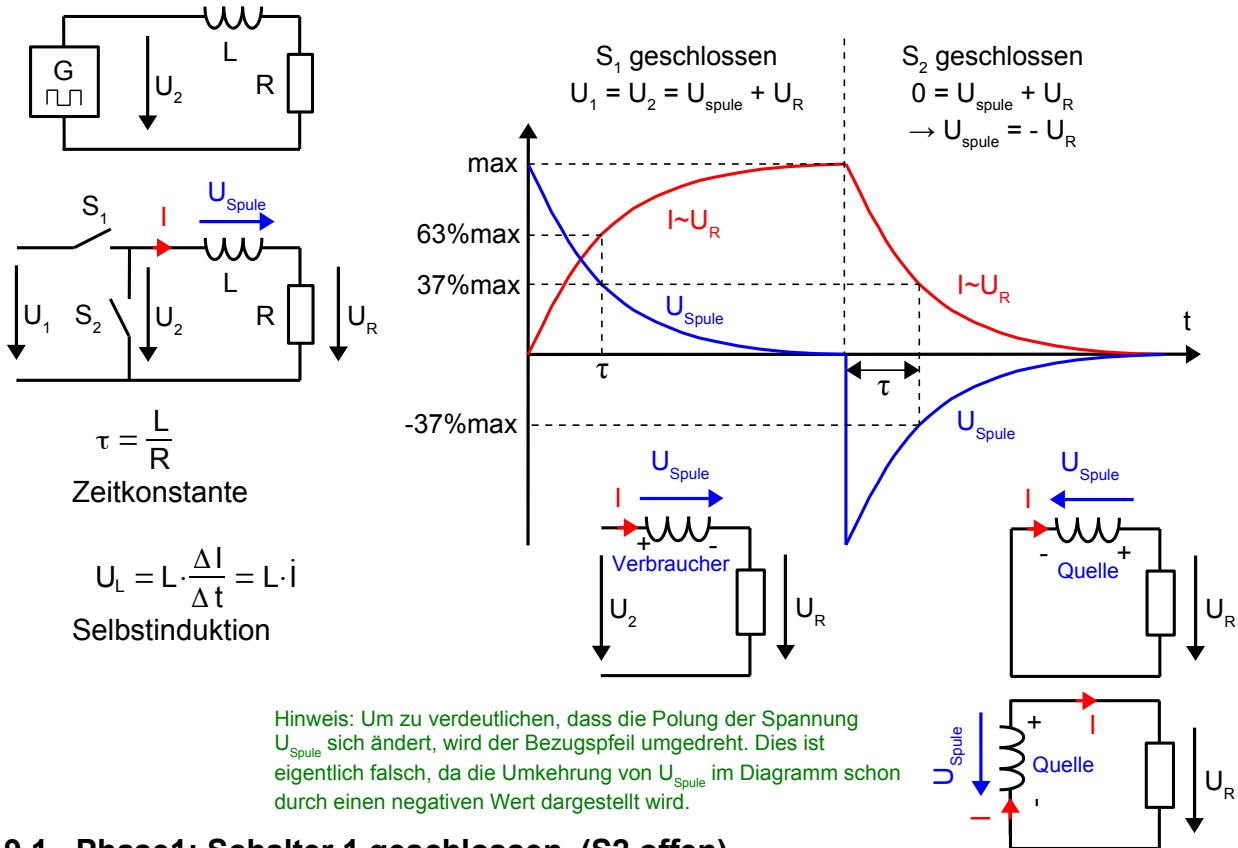 L
G
U2
R
S1 geschlossen
U1 = U2 = Uspule + UR
S2 geschlossen
0 = Uspule + UR
→ Uspule = - UR
max
63%max
37%max
-37%max
I~UR
USpule
I~UR
USpule
t
τ
τ
S1
I
USpule
L
U1
S2
U2
R
UR
τ = L/R
Zeitkonstante
UL = L·ΔI/Δt = L·İ
Selbstinduktion
USpule
I
+ -
Verbraucher
U2
UR
USpule
I
- +
Quelle
UR
USpule
+
I
Quelle
UR
-
I
Hinweis: Um zu verdeutlichen, dass die Polung der Spannung
USpule sich ändert, wird der Bezugspfeil umgedreht. Dies ist
eigentlich falsch, da die Umkehrung von USpule im Diagramm schon
durch einen negativen Wert dargestellt wird.
9.1 Phase1: Schalter 1 geschlossen (S2 offen)